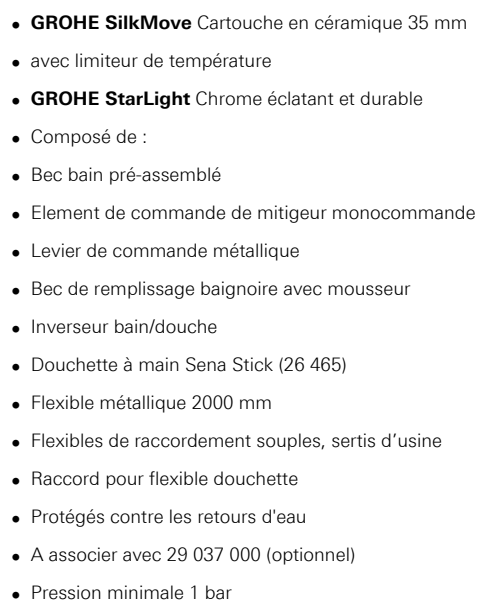 • GROHE SilkMove Cartouche en céramique 35 mm
• avec limiteur de température
• GROHE StarLight Chrome éclatant et durable
• Composé de :
• Bec bain pré-assemblé
• Element de commande de mitigeur monocommande
• Levier de commande métallique
• Bec de remplissage baignoire avec mousseur
• Inverseur bain/douche
• Douchette à main Sena Stick (26 465)
• Flexible métallique 2000 mm
• Flexibles de raccordement souples, sertis d’usine
• Raccord pour flexible douchette
• Protégés contre les retours d'eau
• A associer avec 29 037 000 (optionnel)
• Pression minimale 1 bar